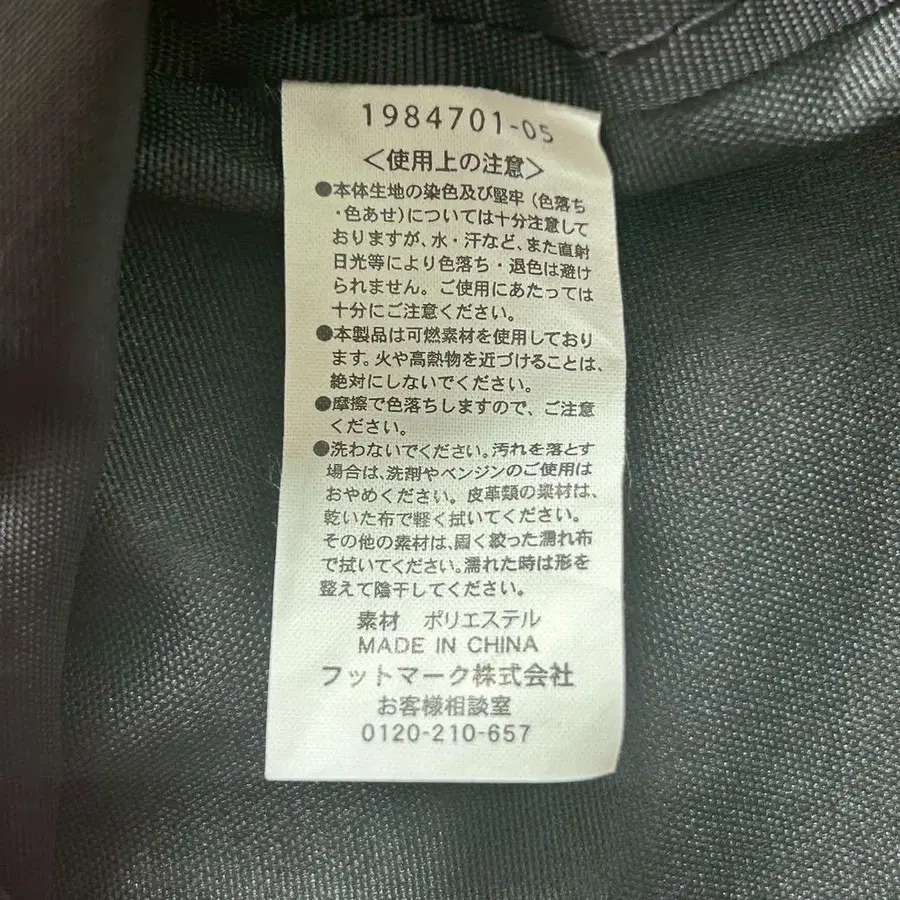 1984701-05
＜使用上の注意＞
●本体生地の染色及び堅牢（色落ち
・色あせ)については十分注意して
おりますが、水・汗など、また直射
日光等により色落ち・退色は避け
られません。ご使用にあたっては
十分にご注意ください。
●本製品は可燃素材を使用しており
ます。火や高熱物を近づけることは、
絶対にしないでください。
●摩擦で色落ちしますので、ご注意
ください。
●洗わないでください。汚れを落とす
場合は、洗剤やベンジンのご使用は
おやめください。皮革類の素材は、
乾いた布で軽く拭いてください。
その他の素材は、固く絞った濡れ布
で拭いてください。濡れた時は形を
整えて陰干してください。
素材　ポリエステル
MADE IN CHINA
フットマーク株式会社
お客様相談室
0120-210-657